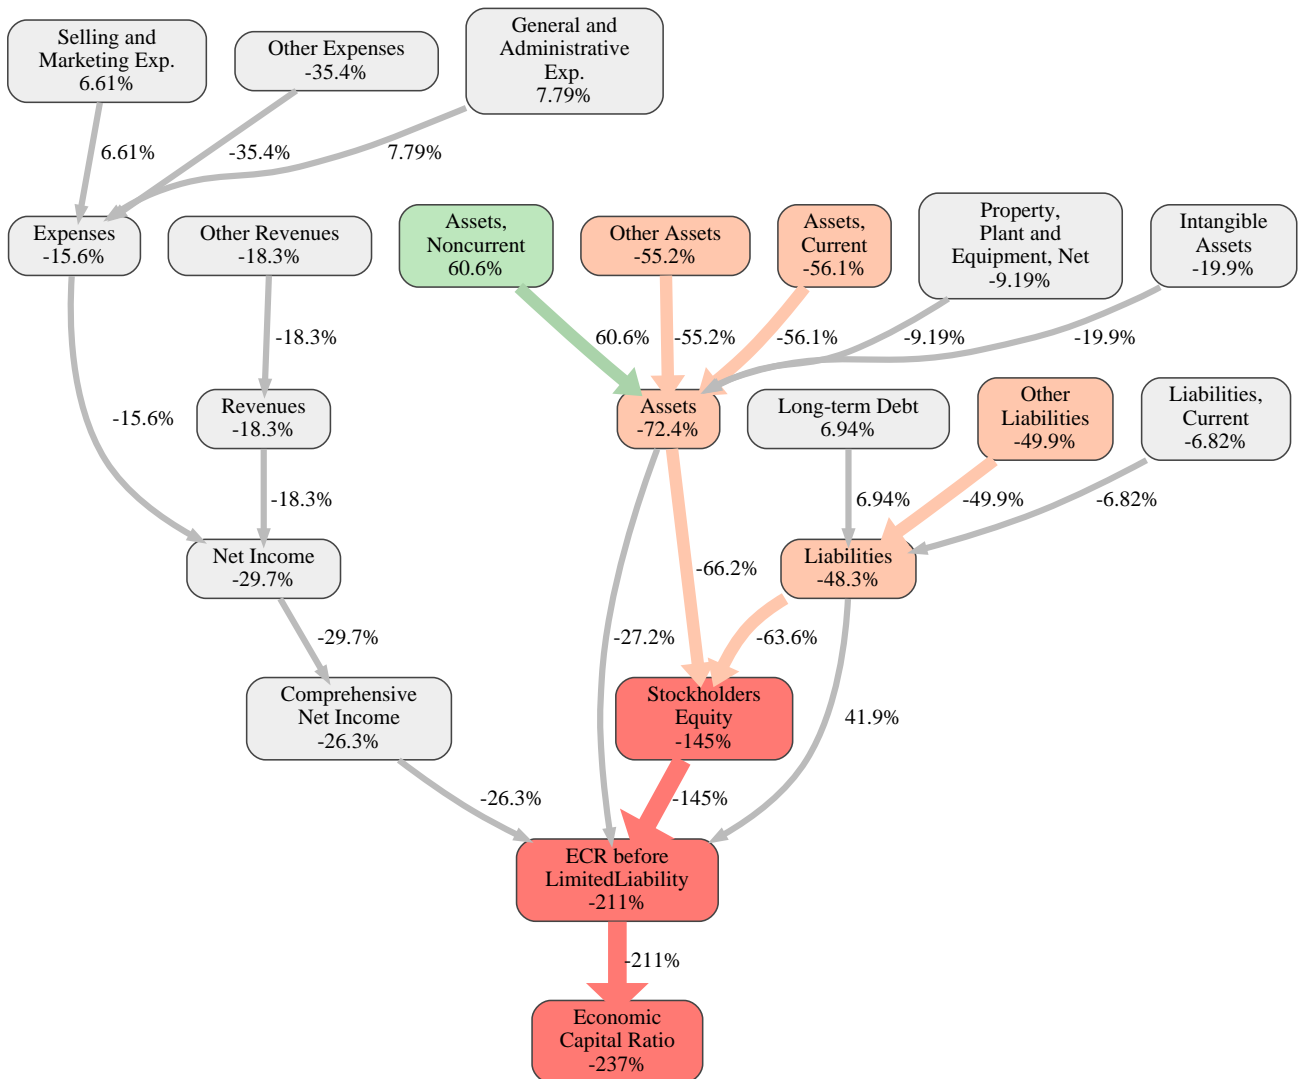 Selling and
Marketing Exp.
6.61%
Other Expenses
-35.4%
General and
Administrative
Exp.
7.79%
6.61%
-35.4%
7.79%
Expenses
-15.6%
Other Revenues
-18.3%
Assets,
Noncurrent
60.6%
Other Assets
-55.2%
Assets,
Current
-56.1%
Property,
Plant and
Equipment, Net
-9.19%
Intangible
Assets
-19.9%
-18.3%
60.6%
-55.2%
-56.1%
-9.19%
-19.9%
-15.6%
Revenues
-18.3%
Assets
-72.4%
Long-term Debt
6.94%
Other
Liabilities
-49.9%
Liabilities,
Current
-6.82%
-18.3%
6.94%
-49.9%
-6.82%
Net Income
-29.7%
-66.2%
Liabilities
-48.3%
-29.7%
-27.2%
-63.6%
Comprehensive
Net Income
-26.3%
Stockholders
Equity
-145%
41.9%
-26.3%
-145%
ECR before
LimitedLiability
-211%
-211%
Economic
Capital Ratio
-237%